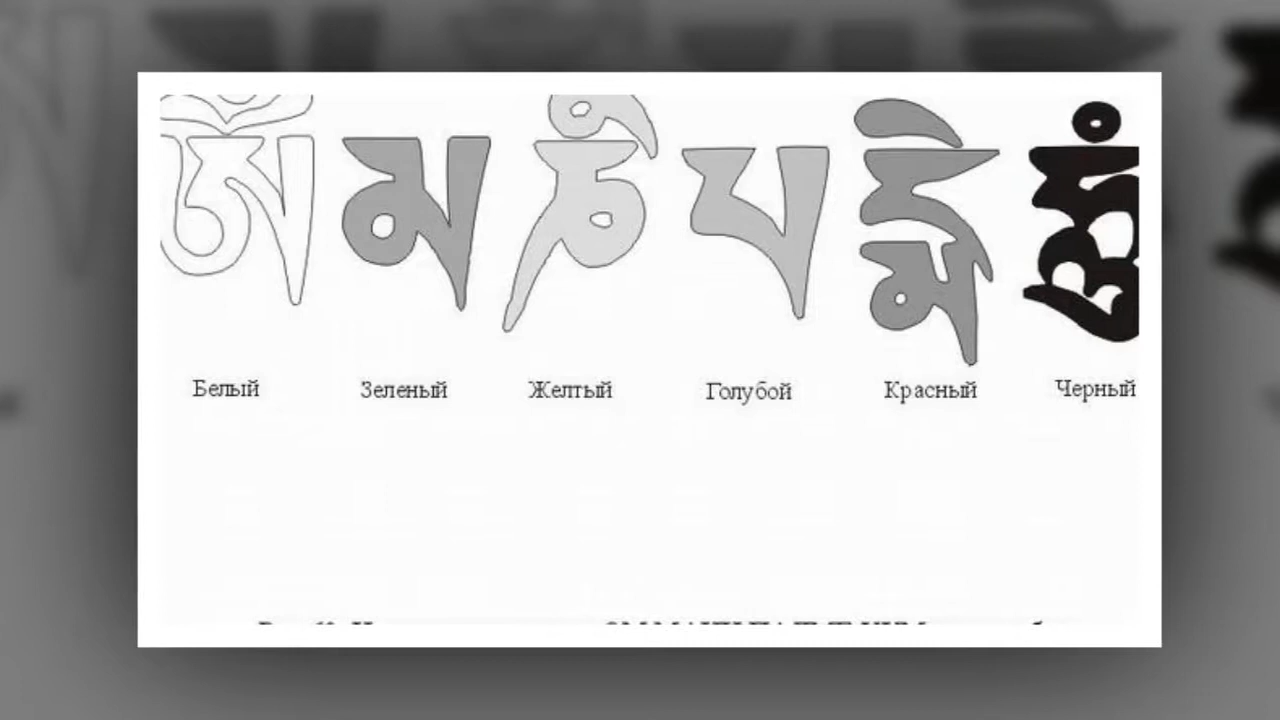 ཨོཾ མ ཎི པ དྨེ ཧཱུྃ
Белый Зеленый Желтый Голубой Красный Черный